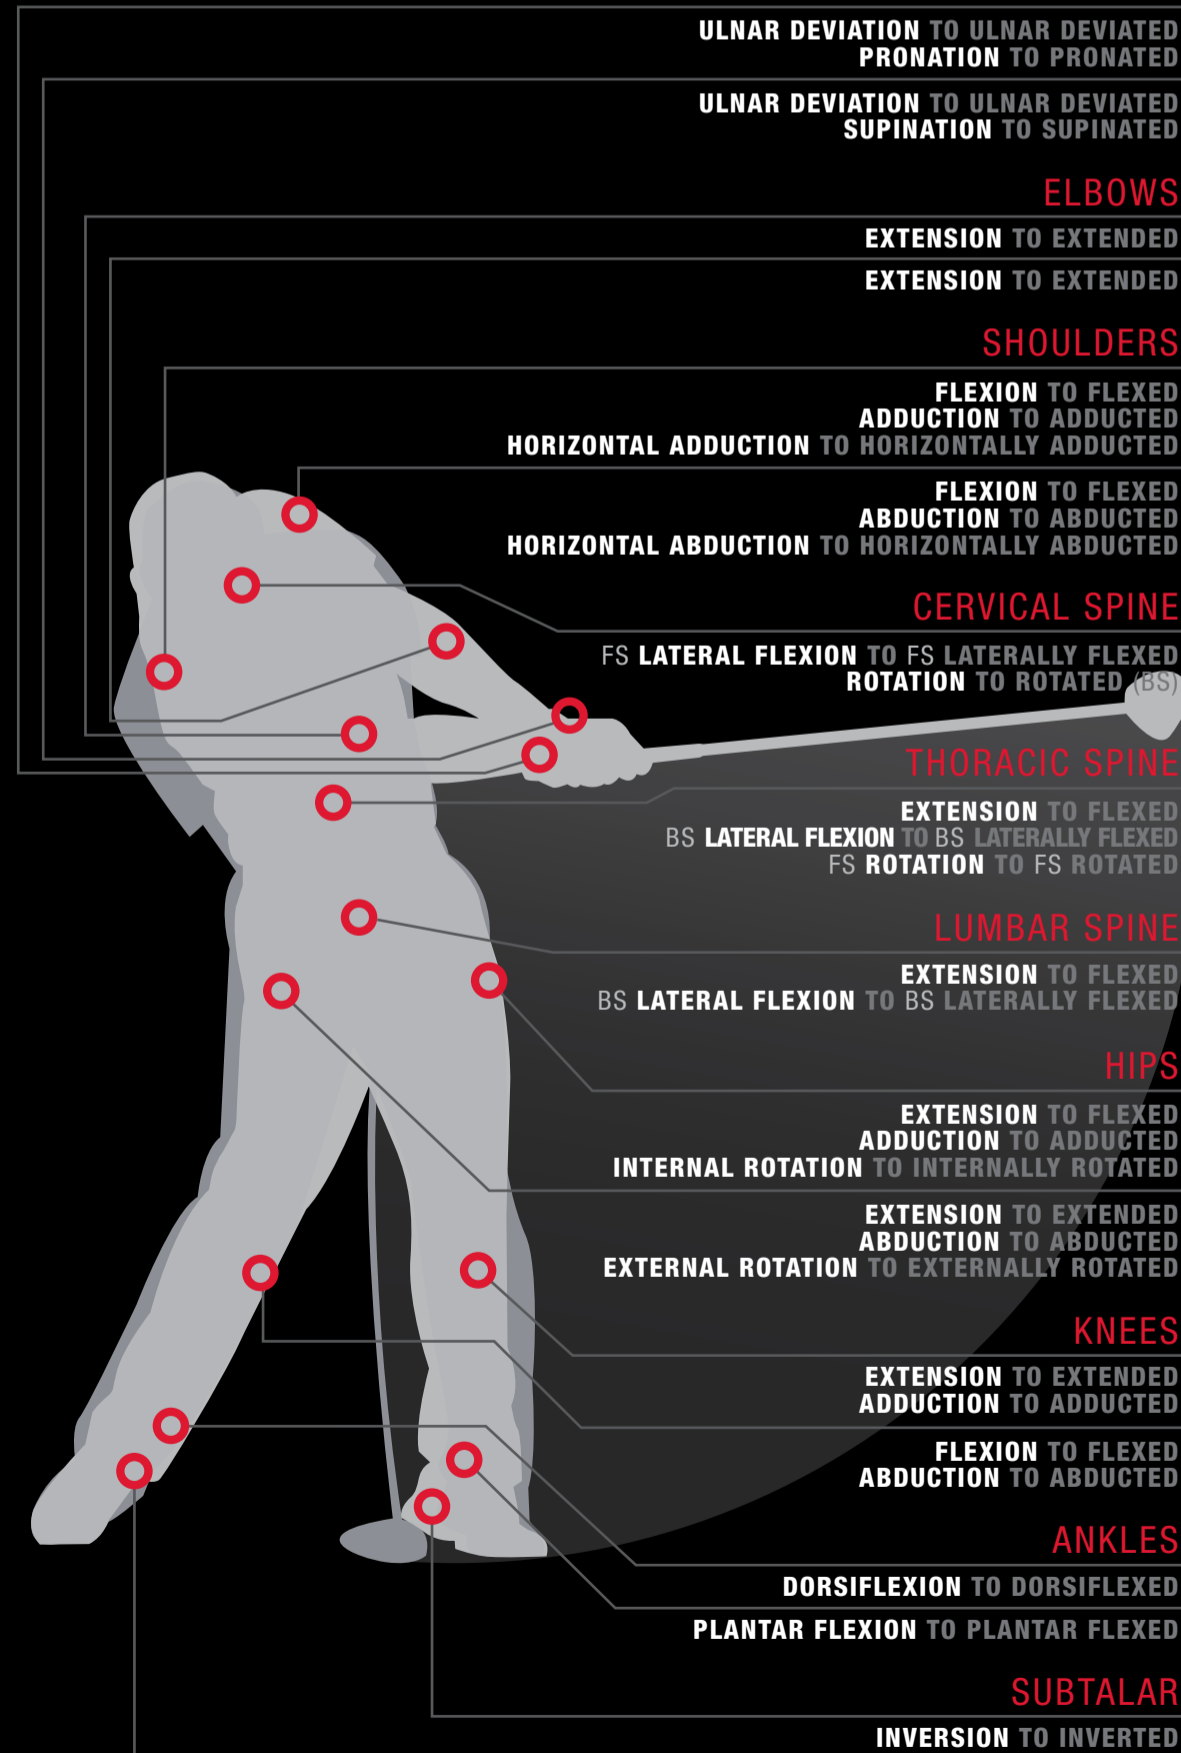 ULNAR DEVIATION TO ULNAR DEVIATED
PRONATION TO PRONATED
ULNAR DEVIATION TO ULNAR DEVIATED
SUPINATION TO SUPINATED
ELBOWS
EXTENSION TO EXTENDED
EXTENSION TO EXTENDED
SHOULDERS
FLEXION TO FLEXED
ADDUCTION TO ADDUCTED
HORIZONTAL ADDUCTION TO HORIZONTALLY ADDUCTED
FLEXION TO FLEXED
ABDUCTION TO ABDUCTED
HORIZONTAL ABDUCTION TO HORIZONTALLY ABDUCTED
CERVICAL SPINE
FS LATERAL FLEXION TO FS LATERALLY FLEXED
ROTATION TO ROTATED (BS)
THORACIC SPINE
EXTENSION TO FLEXED
BS LATERAL FLEXION TO BS LATERALLY FLEXED
FS ROTATION TO FS ROTATED
LUMBAR SPINE
EXTENSION TO FLEXED
BS LATERAL FLEXION TO BS LATERALLY FLEXED
HIPS
EXTENSION TO FLEXED
ADDUCTION TO ADDUCTED
INTERNAL ROTATION TO INTERNALLY ROTATED
EXTENSION TO EXTENDED
ABDUCTION TO ABDUCTED
EXTERNAL ROTATION TO EXTERNALLY ROTATED
KNEES
EXTENSION TO EXTENDED
ADDUCTION TO ADDUCTED
FLEXION TO FLEXED
ABDUCTION TO ABDUCTED
ANKLES
DORSIFLEXION TO DORSIFLEXED
PLANTAR FLEXION TO PLANTAR FLEXED
SUBTALAR
INVERSION TO INVERTED